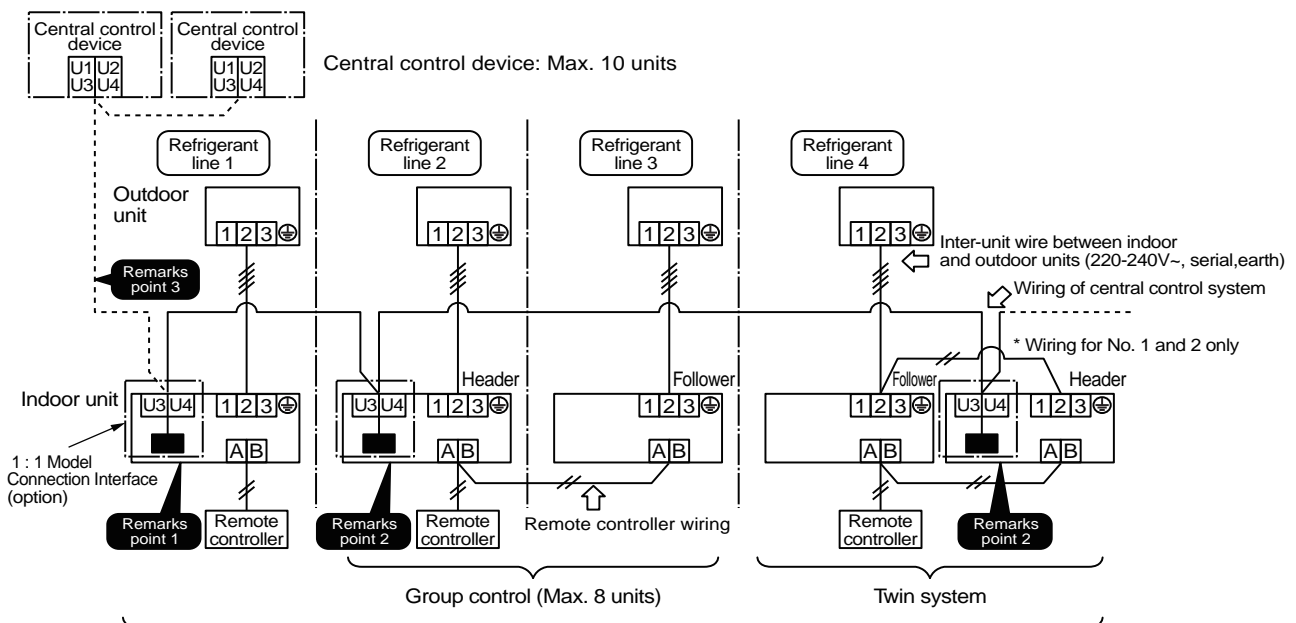 Central control
device
U1 U2
U3 U4
Central control
device
U1 U2
U3 U4
Central control device: Max. 10 units
Refrigerant
line 1
Refrigerant
line 2
Refrigerant
line 3
Refrigerant
line 4
Outdoor
unit
1 2 3
1 2 3
1 2 3
1 2 3
Inter-unit wire between indoor
and outdoor units (220-240V~, serial,earth)
Remarks
point 3
Wiring of central control system
* Wiring for No. 1 and 2 only
Indoor unit
U3 U4
1 2 3
U3 U4
Header
1 2 3
Follower
1 2 3
Follower
1 2 3
U3 U4
Header
1 2 3
A B
A B
A B
A B
A B
1 : 1 Model
Connection Interface
(option)
Remarks
point 1
Remote
controller
Remarks
point 2
Remote
controller
Remote controller wiring
Remote
controller
Remarks
point 2
Group control (Max. 8 units)
Twin system